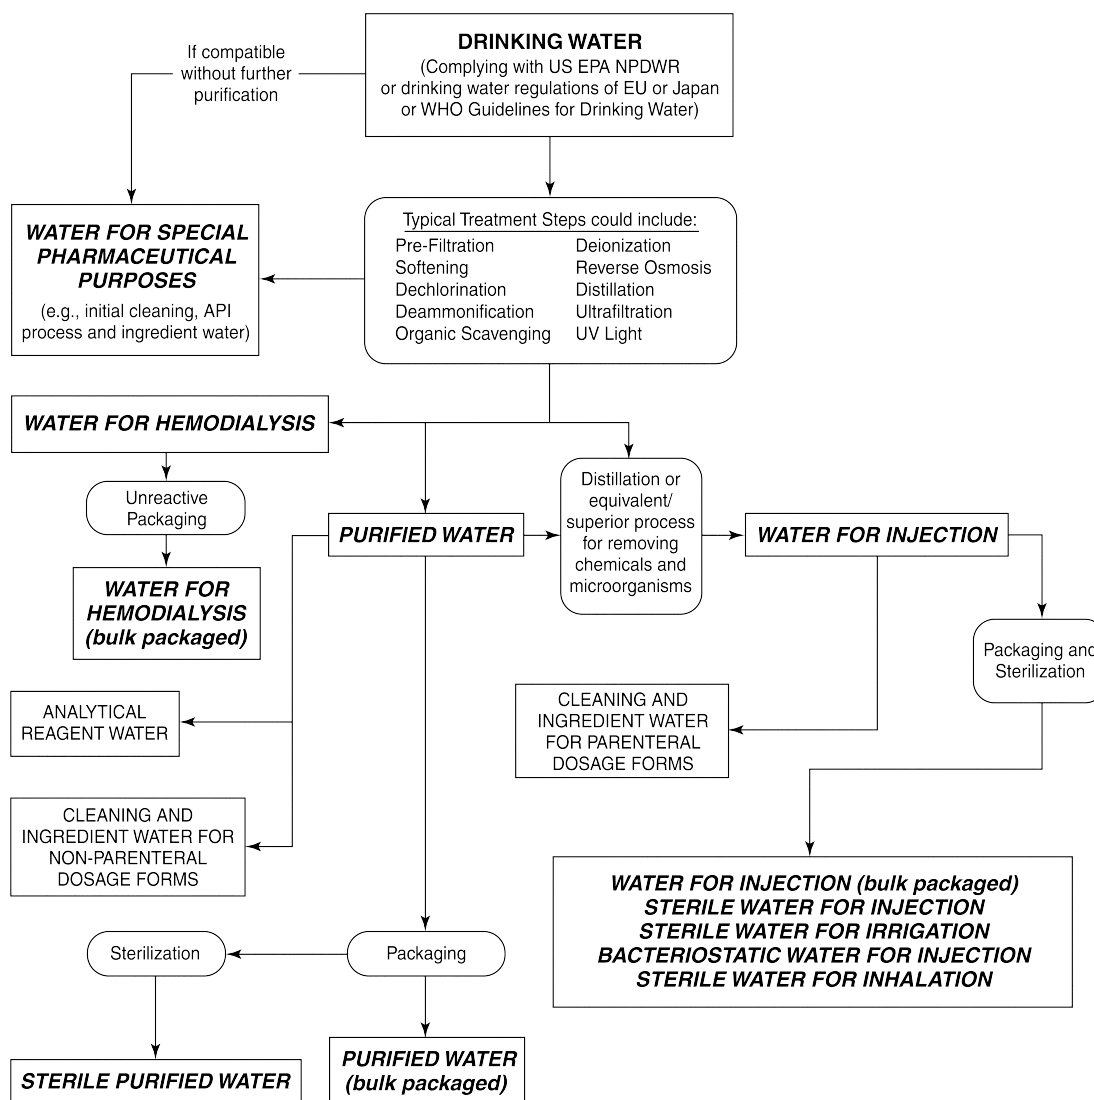 DRINKING WATER
(Complying with US EPA NPDWR
or drinking water regulations of EU or Japan
or WHO Guidelines for Drinking Water)
If compatible
without further
purification
WATER FOR SPECIAL
PHARMACEUTICAL
PURPOSES
(e.g., initial cleaning, API
process and ingredient water)
Typical Treatment Steps could include:
Pre-Filtration
Softening
Dechlorination
Deammonification
Organic Scavenging
Deionization
Reverse Osmosis
Distillation
Ultrafiltration
UV Light
WATER FOR HEMODIALYSIS
Unreactive
Packaging
WATER FOR
HEMODIALYSIS
(bulk packaged)
PURIFIED WATER
Distillation or
equivalent/
superior process
for removing
chemicals and
microorganisms
WATER FOR INJECTION
Packaging and
Sterilization
ANALYTICAL
REAGENT WATER
CLEANING AND
INGREDIENT WATER
FOR PARENTERAL
DOSAGE FORMS
CLEANING AND
INGREDIENT WATER FOR
NON-PARENTERAL
DOSAGE FORMS
WATER FOR INJECTION (bulk packaged)
STERILE WATER FOR INJECTION
STERILE WATER FOR IRRIGATION
BACTERIOSTATIC WATER FOR INJECTION
STERILE WATER FOR INHALATION
Sterilization
Packaging
STERILE PURIFIED WATER
PURIFIED WATER
(bulk packaged)